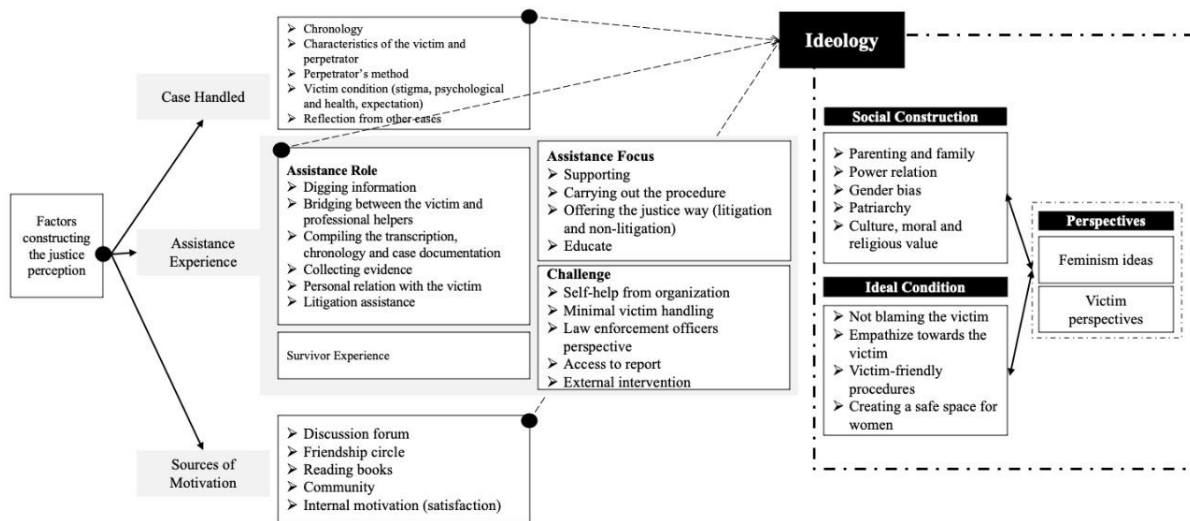 Factors
constructing
the justice
perception
Case Handled
➢ Chronology
➢ Characteristics of the victim and
perpetrator
➢ Perpetrator's method
➢ Victim condition (stigma, psychological
and health, expectation)
➢ Reflection from other cases
Assistance
Experience
Assistance Role
➢ Digging information
➢ Bridging between the victim and
professional helpers
➢ Compiling the transcription,
chronology and case documentation
➢ Collecting evidence
➢ Personal relation with the victim
➢ Litigation assistance
Survivor Experience
Assistance Focus
➢ Supporting
➢ Carrying out the procedure
➢ Offering the justice way (litigation
and non-litigation)
➢ Educate
Challenge
➢ Self-help from organization
➢ Minimal victim handling
➢ Law enforcement officers
perspective
➢ Access to report
➢ External intervention
Sources of
Motivation
➢ Discussion forum
➢ Friendship circle
➢ Reading books
➢ Community
➢ Internal motivation (satisfaction)
Ideology
Social Construction
➢ Parenting and family
➢ Power relation
➢ Gender bias
➢ Patriarchy
➢ Culture, moral and
religious value
Ideal Condition
➢ Not blaming the victim
➢ Empathize towards the
victim
➢ Victim-friendly
procedures
➢ Creating a safe space for
women
Perspectives
Feminism ideas
Victim
perspectives